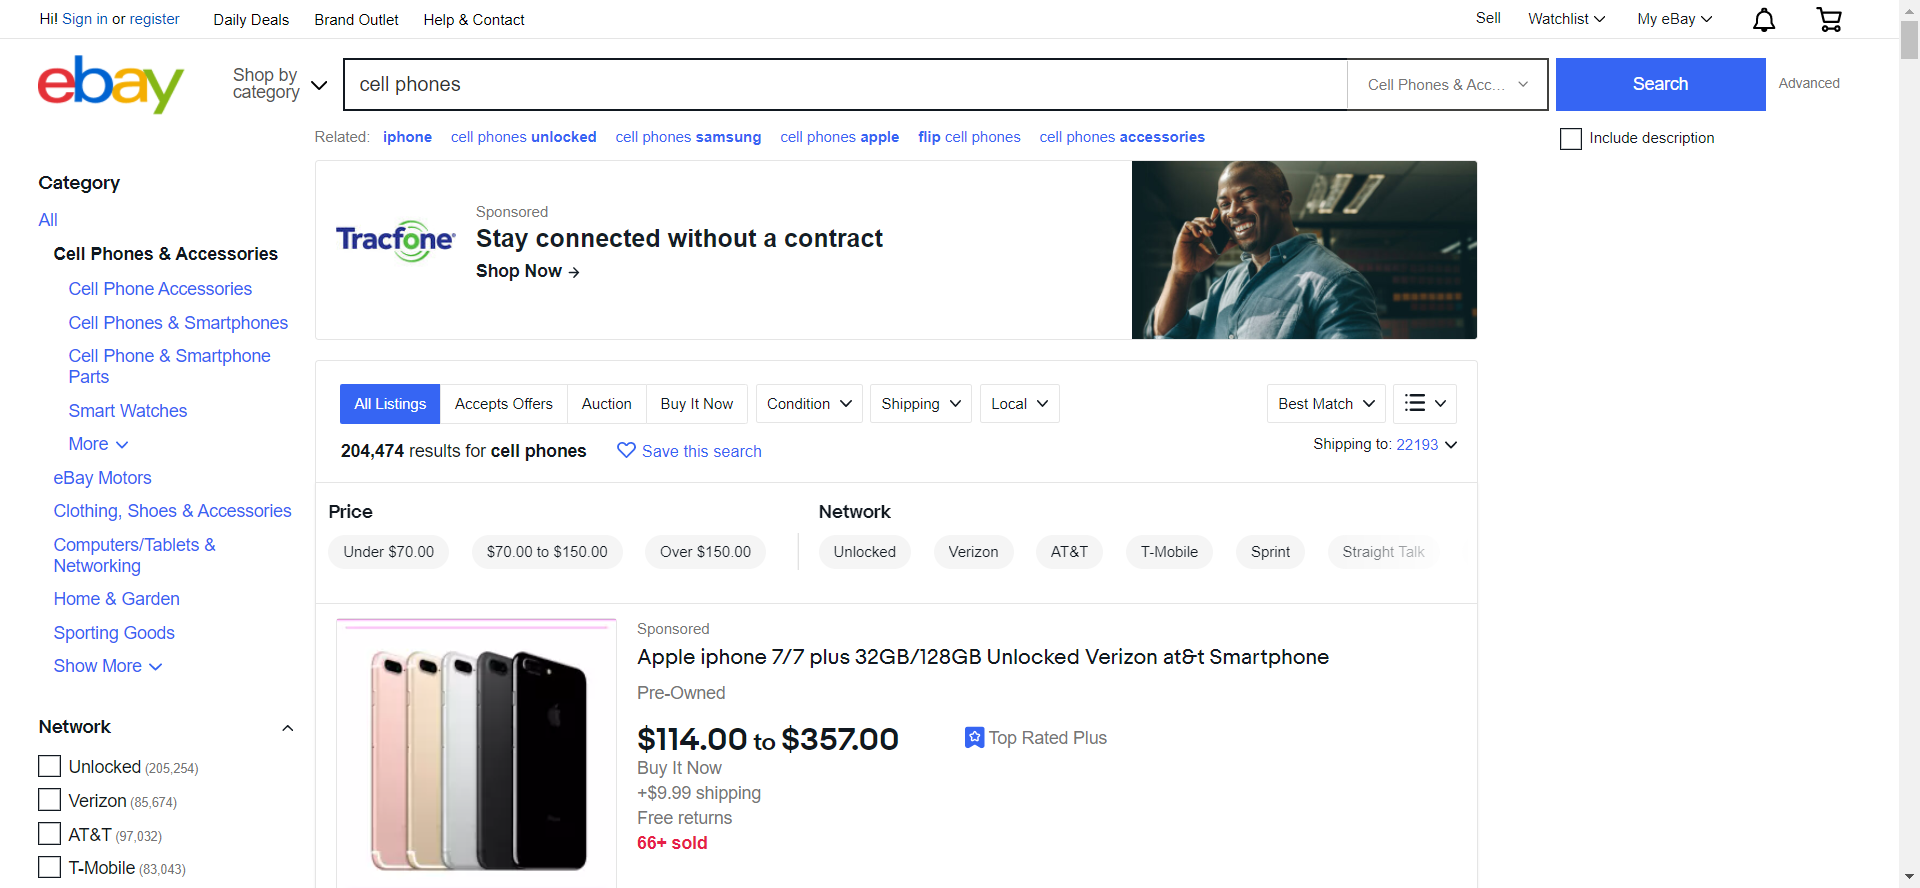 Hi! Sign in or register Daily Deals Brand Outlet Help & Contact Sell Watchlist My eBay
ebay Shop by category cell phones Cell Phones & Acc... Search Advanced
Related: iphone cell phones unlocked cell phones samsung cell phones apple flip cell phones cell phones accessories Include description
Category
All
Cell Phones & Accessories
Cell Phone Accessories
Cell Phones & Smartphones
Cell Phone & Smartphone
Parts
Smart Watches
More
eBay Motors
Clothing, Shoes & Accessories
Computers/Tablets &
Networking
Home & Garden
Sporting Goods
Show More
Network
Unlocked (205,254)
Verizon (85,674)
AT&T (97,032)
T-Mobile (83,043)
Tracfone
Sponsored
Stay connected without a contract
Shop Now →
All Listings Accepts Offers Auction Buy It Now Condition Shipping Local Best Match
204,474 results for cell phones Save this search Shipping to: 22193
Price
Under $70.00 $70.00 to $150.00 Over $150.00
Network
Unlocked Verizon AT&T T-Mobile Sprint Straight Talk
Sponsored
Apple iphone 7/7 plus 32GB/128GB Unlocked Verizon at&t Smartphone
Pre-Owned
$114.00 to $357.00 Top Rated Plus
Buy It Now
+$9.99 shipping
Free returns
66+ sold